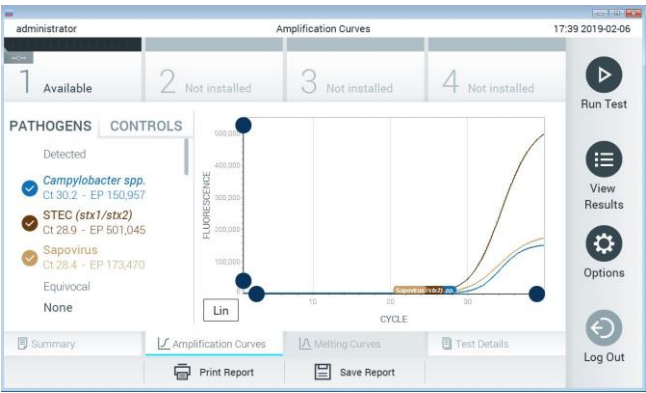 administrator
Amplification Curves
17:39 2019-02-06
1 Available
2 Not installed
3 Not installed
4 Not installed
Run Test
PATHOGENS CONTROLS
Detected
Campylobacter spp.
Ct 30.2 - EP 150,957
STEC (stx1/stx2)
Ct 28.9 - EP 501,045
Sapovirus
Ct 28.4 - EP 173,470
Equivocal
None
FLUORESCENCE
400,000
300,000
200,000
100,000
Lin
10
20
30
CYCLE
View
Results
Options
Log Out
Summary
Amplification Curves
Melting Curves
Test Details
Print Report
Save Report